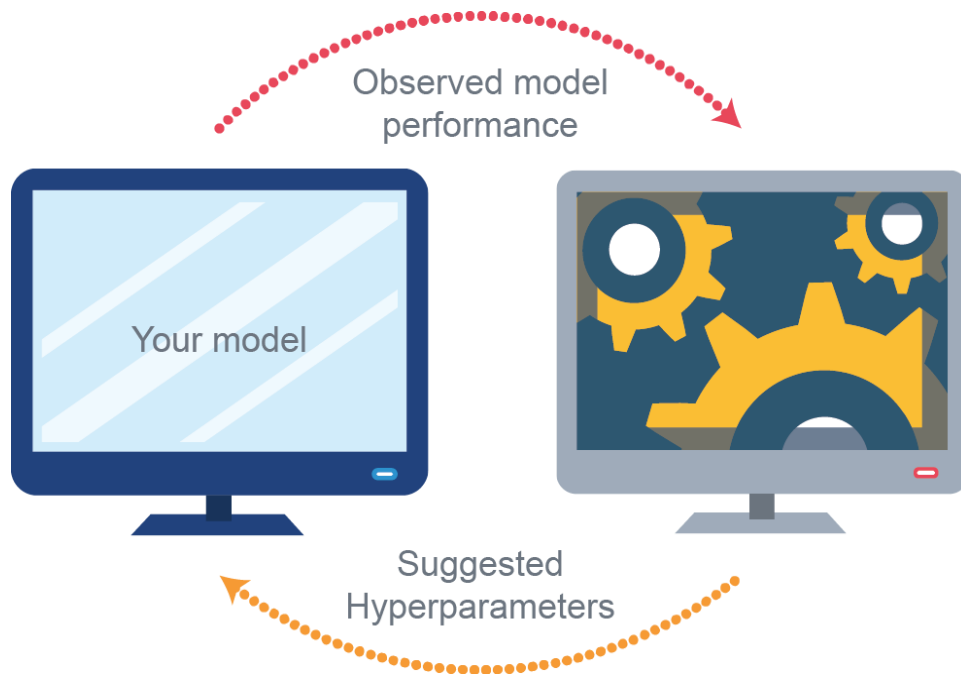 Observed model
performance
Your model
Suggested
Hyperparameters